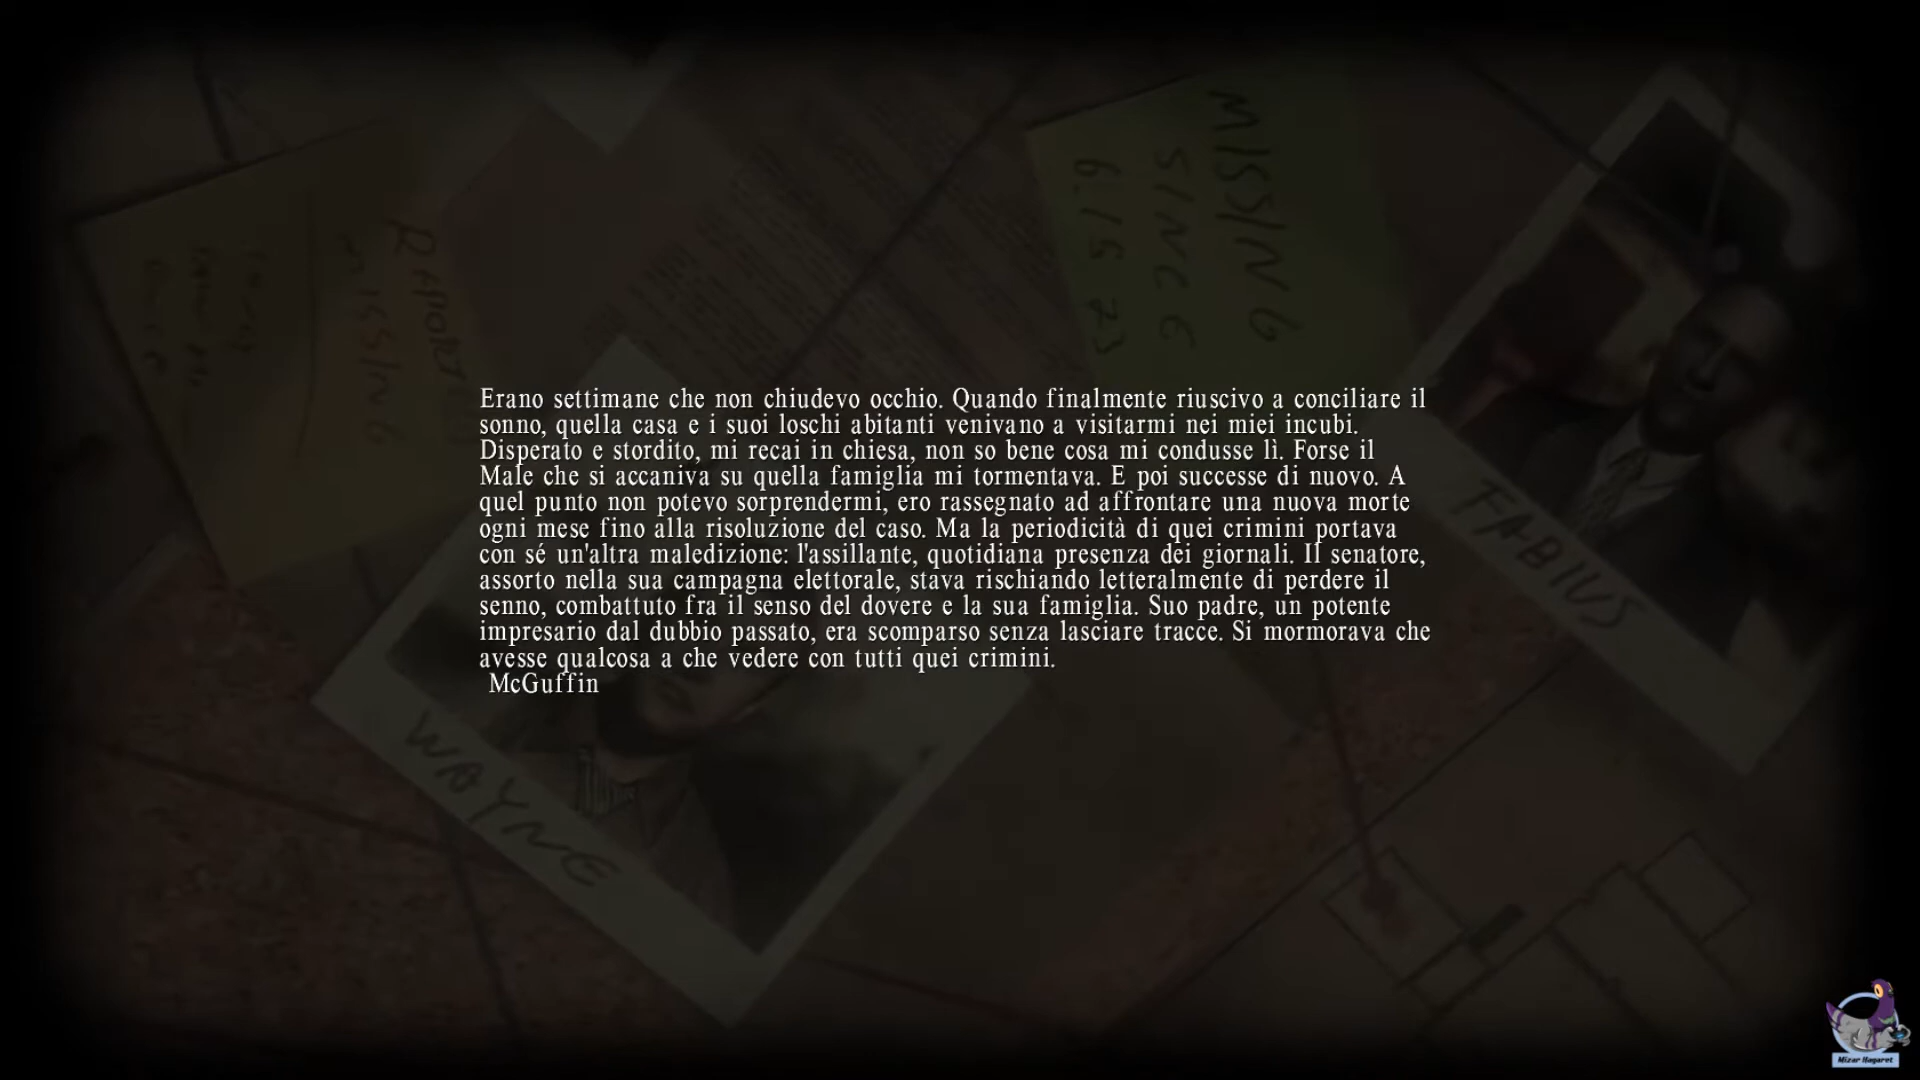 Erano settimane che non chiudevo occhio. Quando finalmente riuscivo a conciliare il
sonno, quella casa e i suoi loschi abitanti venivano a visitarmi nei miei incubi.
Disperato e stordito, mi recai in chiesa, non so bene cosa mi condusse lì. Forse il
Male che si accaniva su quella famiglia mi tormentava. E poi successe di nuovo. A
quel punto non potevo sorprendermi, ero rassegnato ad affrontare una nuova morte
ogni mese fino alla risoluzione del caso. Ma la periodicità di quei crimini portava
con sé un'altra maledizione: l'assillante, quotidiana presenza dei giornali. Il senatore,
assorto nella sua campagna elettorale, stava rischiando letteralmente di perdere il
senno, combattuto fra il senso del dovere e la sua famiglia. Suo padre, un potente
impresario dal dubbio passato, era scomparso senza lasciare tracce. Si mormorava che
avesse qualcosa a che vedere con tutti quei crimini.
McGuffin
MISSING
SINCE
FABIUS
WAYNE
MISSING
Mizar Hagaret